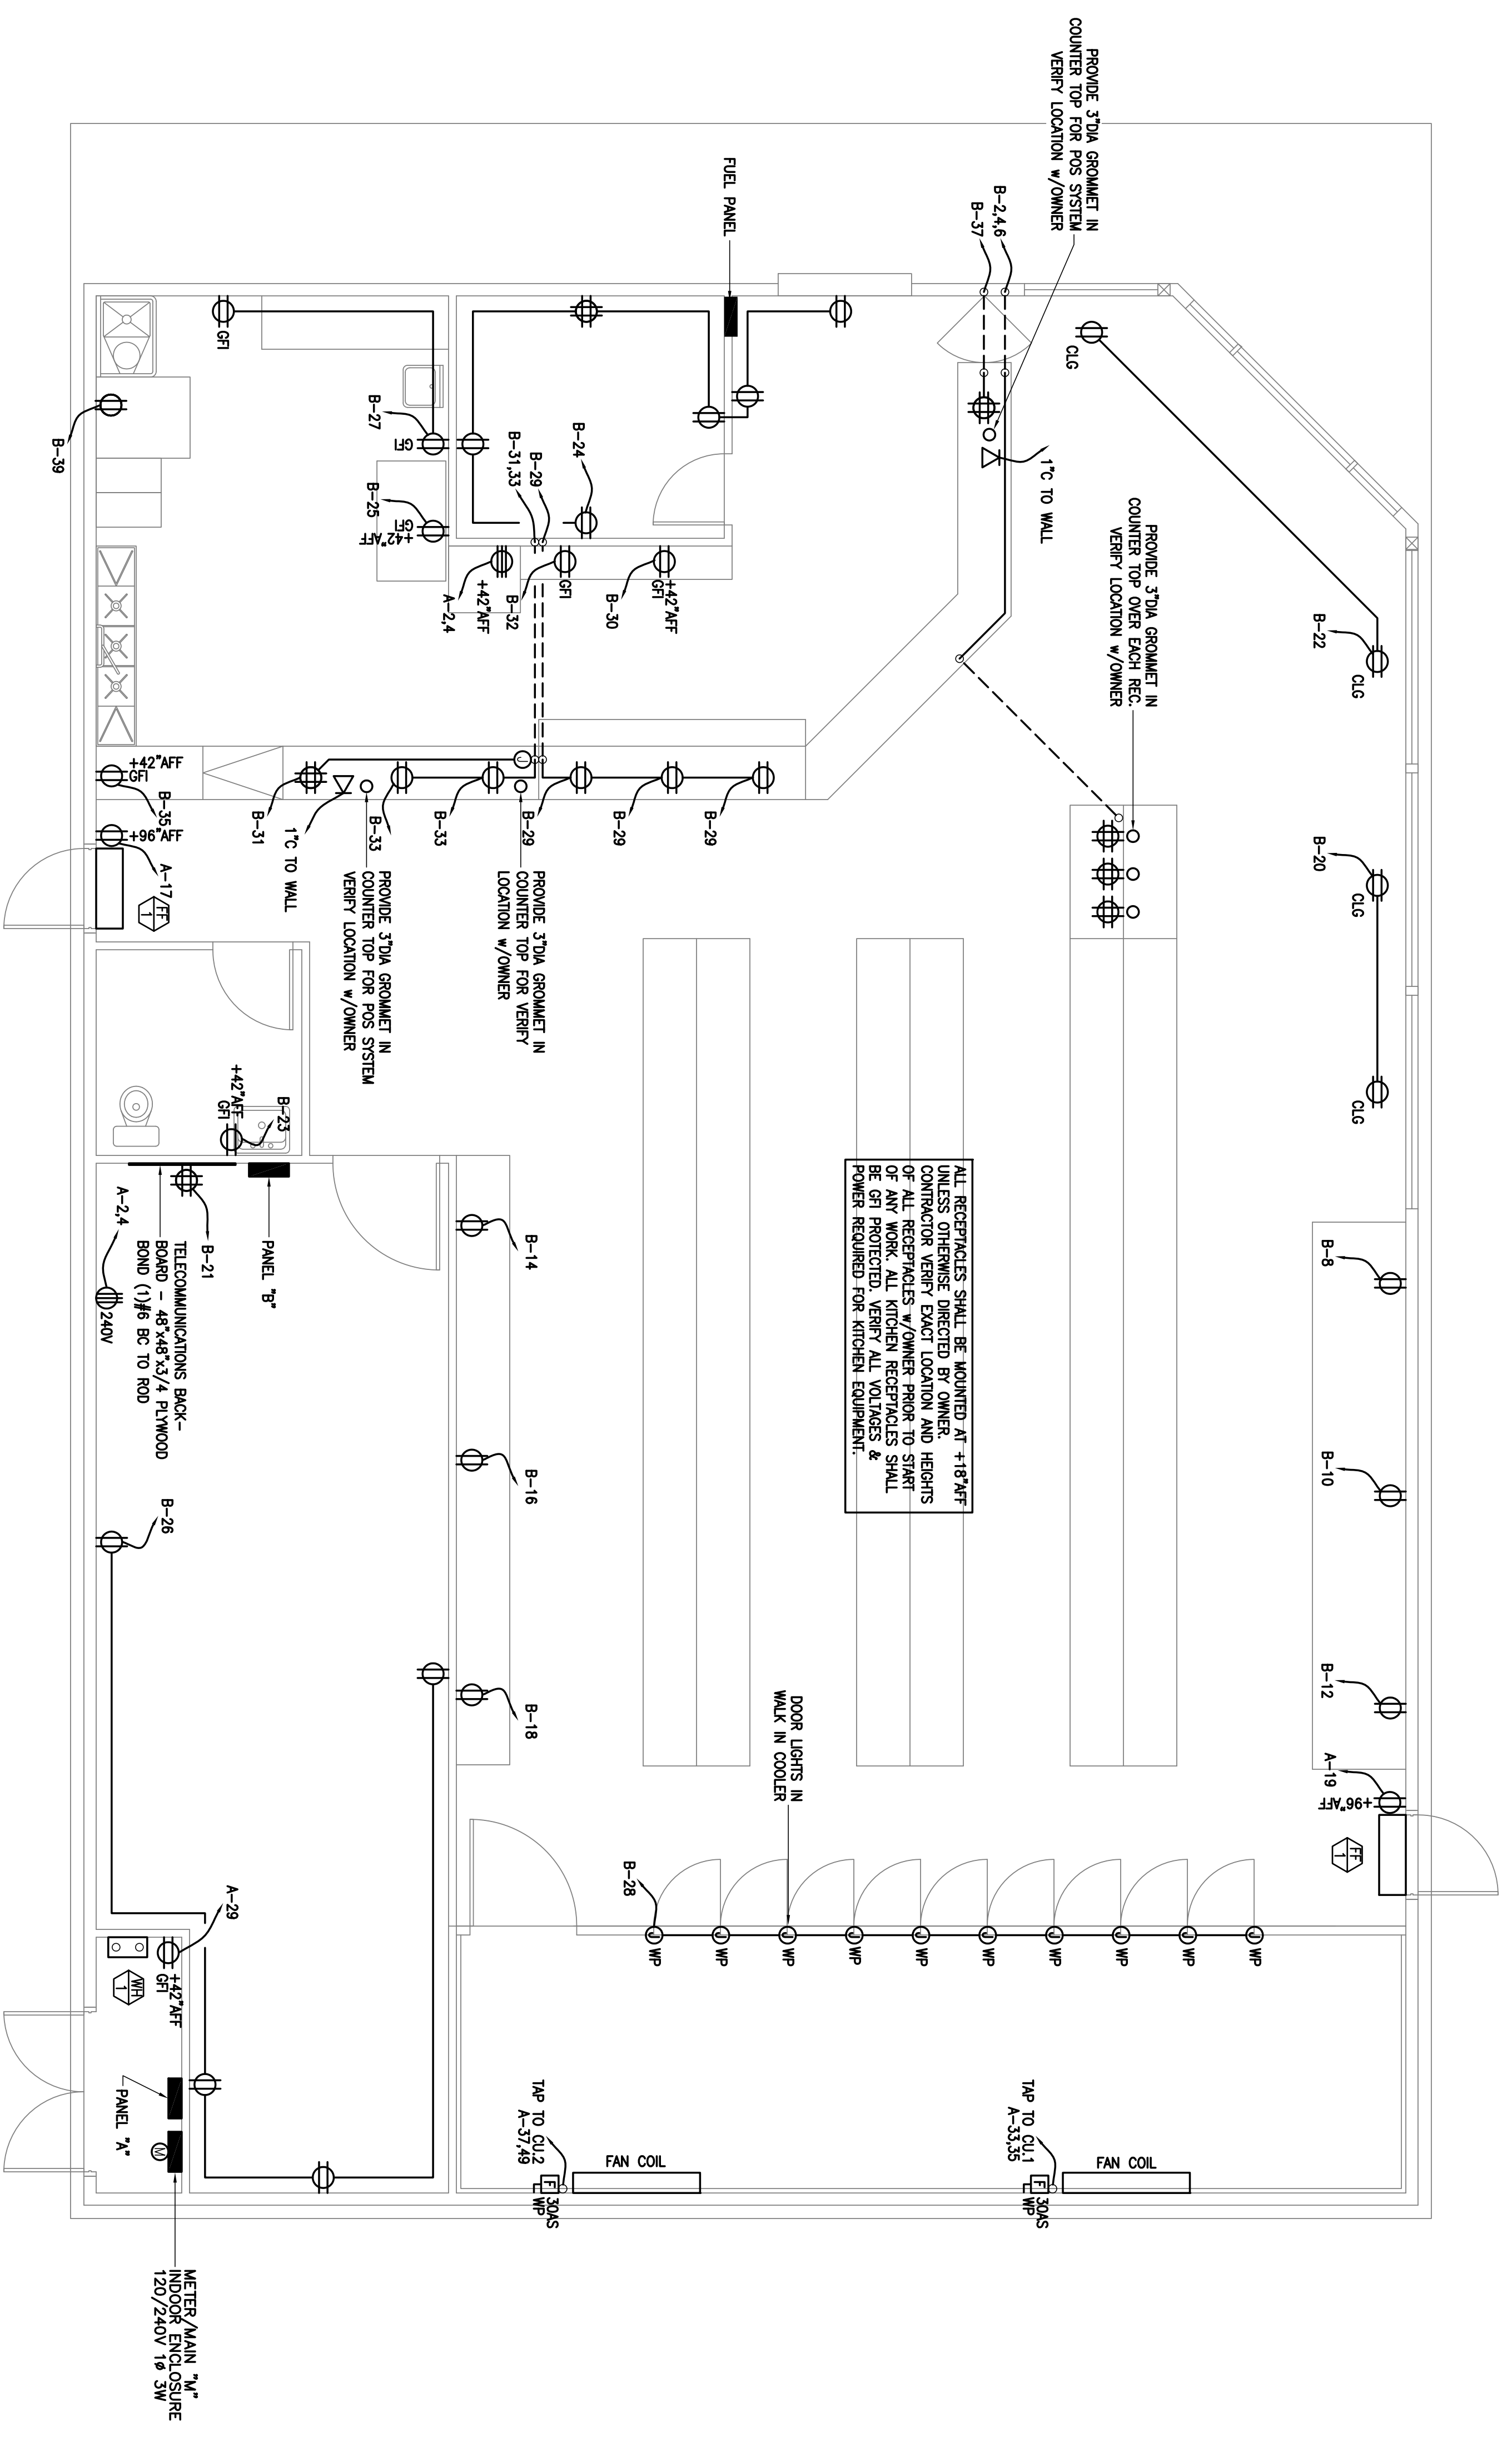 PROVIDE 3"DIA GROMMET IN
COUNTER TOP FOR POS SYSTEM
VERIFY LOCATION w/OWNER
B-2,4,6
B-37
FUEL PANEL
CLG
1"C TO WALL
GFI
B-39
B-27
GFI
B-25
GFI
+42"AFF
B-24
B-29
B-31,33
A-2,4
+42"AFF
B-32
GFI
B-30
GFI
+42"AFF
PROVIDE 3"DIA GROMMET IN
COUNTER TOP OVER EACH REC.
VERIFY LOCATION w/OWNER
B-22
CLG
B-20
CLG
CLG
+42"AFF
GFI
B-35
+96"AFF
A-17
FF
1
B-31
1"C TO WALL
B-33
B-33
B-29
B-29
B-29
PROVIDE 3"DIA GROMMET IN
COUNTER TOP FOR POS SYSTEM
VERIFY LOCATION w/OWNER
PROVIDE 3"DIA GROMMET IN
COUNTER TOP FOR VERIFY
LOCATION w/OWNER
+42"AFF
GFI
B-23
B-21
PANEL "B"
A-2,4
240V
TELECOMMUNICATIONS BACK-
BOARD - 48"x48"x3/4 PLYWOOD
BOND (1)#6 BC TO ROD
ALL RECEPTACLES SHALL BE MOUNTED AT +18"AFF
UNLESS OTHERWISE DIRECTED BY OWNER.
CONTRACTOR VERIFY EXACT LOCATION AND HEIGHTS
OF ALL RECEPTACLES w/OWNER PRIOR TO START
OF ANY WORK. ALL KITCHEN RECEPTACLES SHALL
BE GFI PROTECTED. VERIFY ALL VOLTAGES &
POWER REQUIRED FOR KITCHEN EQUIPMENT.
B-14
B-16
B-18
B-8
B-10
B-12
A-19
+96"AFF
FF
1
B-26
DOOR LIGHTS IN
WALK IN COOLER
B-28
J
WP
J
WP
J
WP
J
WP
J
WP
J
WP
J
WP
J
WP
J
WP
J
WP
J
A-29
+42"AFF
GFI
WH
1
PANEL "A"
M
TAP TO CU.2
A-37,49
F
30AS
WP
FAN COIL
TAP TO CU.1
A-33,35
F
30AS
WP
FAN COIL
METER/MAIN "M"
INDOOR ENCLOSURE
120/240V 1ø 3W